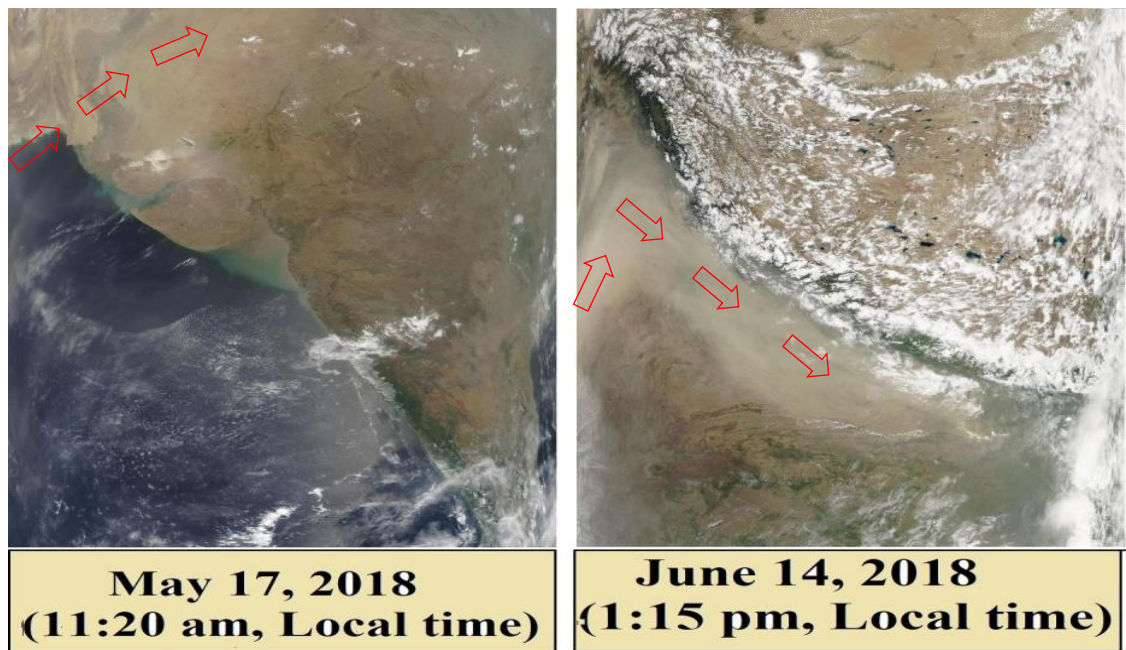 May 17, 2018
(11:20 am, Local time)
June 14, 2018
(1:15 pm, Local time)